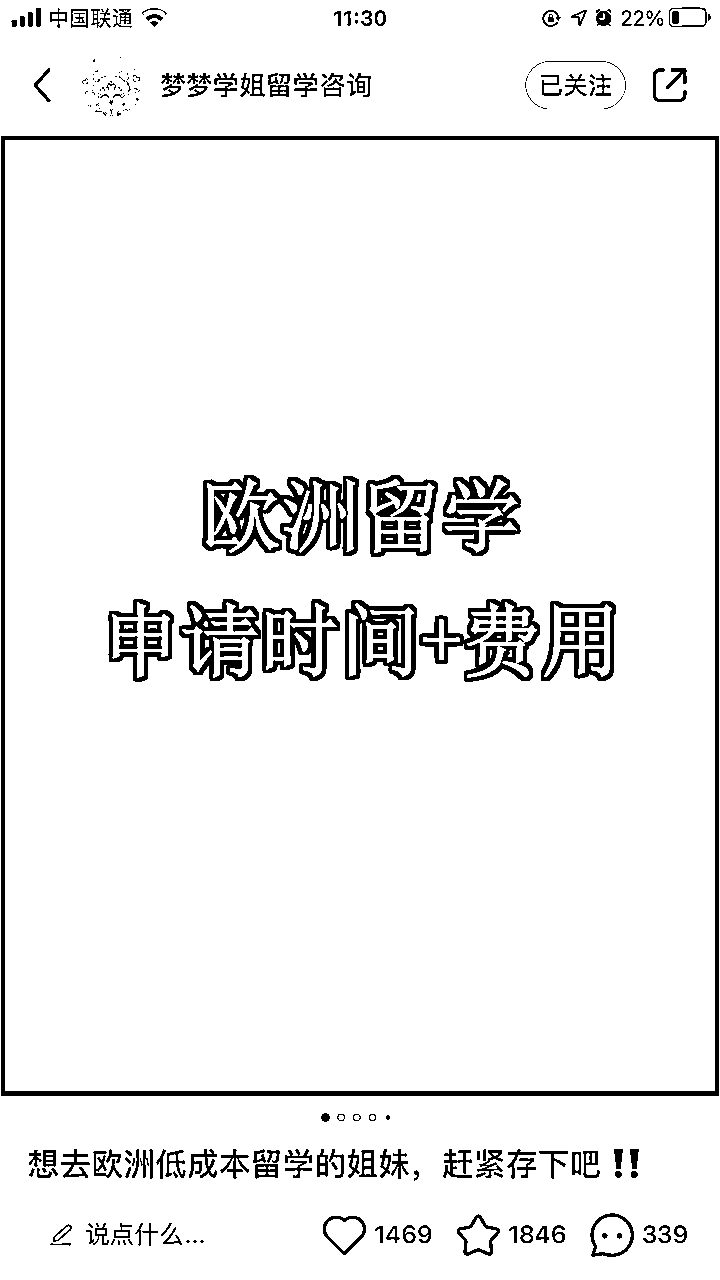 中国联通 11:30 22%
梦梦学姐留学咨询 已关注
欧洲留学
申请时间+费用
想去欧洲低成本留学的姐妹，赶紧存下吧‼️
说点什么... 1469 1846 339